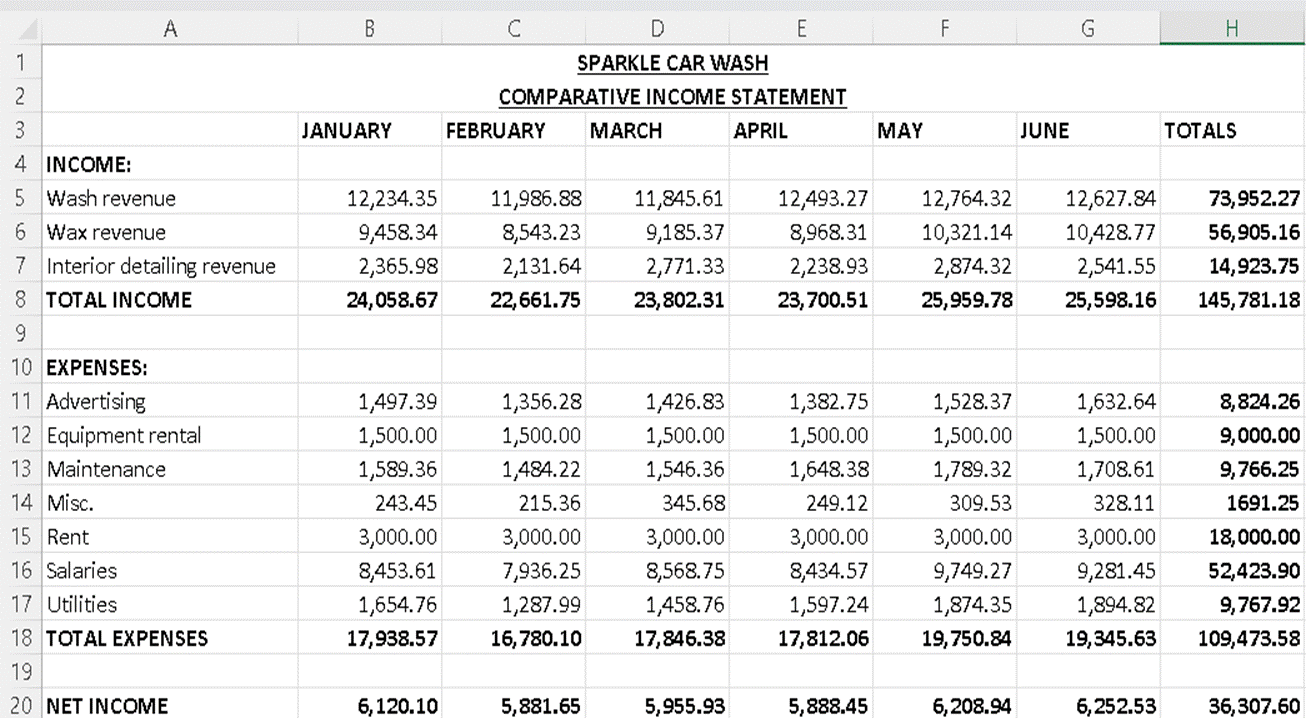 A B C D E F G H
1 SPARKLE CAR WASH
2 COMPARATIVE INCOME STATEMENT
3 JANUARY FEBRUARY MARCH APRIL MAY JUNE TOTALS
4 INCOME:
5 Wash revenue 12,234.35 11,986.88 11,845.61 12,493.27 12,764.32 12,627.84 73,952.27
6 Wax revenue 9,458.34 8,543.23 9,185.37 8,968.31 10,321.14 10,428.77 56,905.16
7 Interior detailing revenue 2,365.98 2,131.64 2,771.33 2,238.93 2,874.32 2,541.55 14,923.75
8 TOTAL INCOME 24,058.67 22,661.75 23,802.31 23,700.51 25,959.78 25,598.16 145,781.18
9
10 EXPENSES:
11 Advertising 1,497.39 1,356.28 1,426.83 1,382.75 1,528.37 1,632.64 8,824.26
12 Equipment rental 1,500.00 1,500.00 1,500.00 1,500.00 1,500.00 1,500.00 9,000.00
13 Maintenance 1,589.36 1,484.22 1,546.36 1,648.38 1,789.32 1,708.61 9,766.25
14 Misc. 243.45 215.36 345.68 249.12 309.53 328.11 1691.25
15 Rent 3,000.00 3,000.00 3,000.00 3,000.00 3,000.00 3,000.00 18,000.00
16 Salaries 8,453.61 7,936.25 8,568.75 8,434.57 9,749.27 9,281.45 52,423.90
17 Utilities 1,654.76 1,287.99 1,458.76 1,597.24 1,874.35 1,894.82 9,767.92
18 TOTAL EXPENSES 17,938.57 16,780.10 17,846.38 17,812.06 19,750.84 19,345.63 109,473.58
19
20 NET INCOME 6,120.10 5,881.65 5,955.93 5,888.45 6,208.94 6,252.53 36,307.60